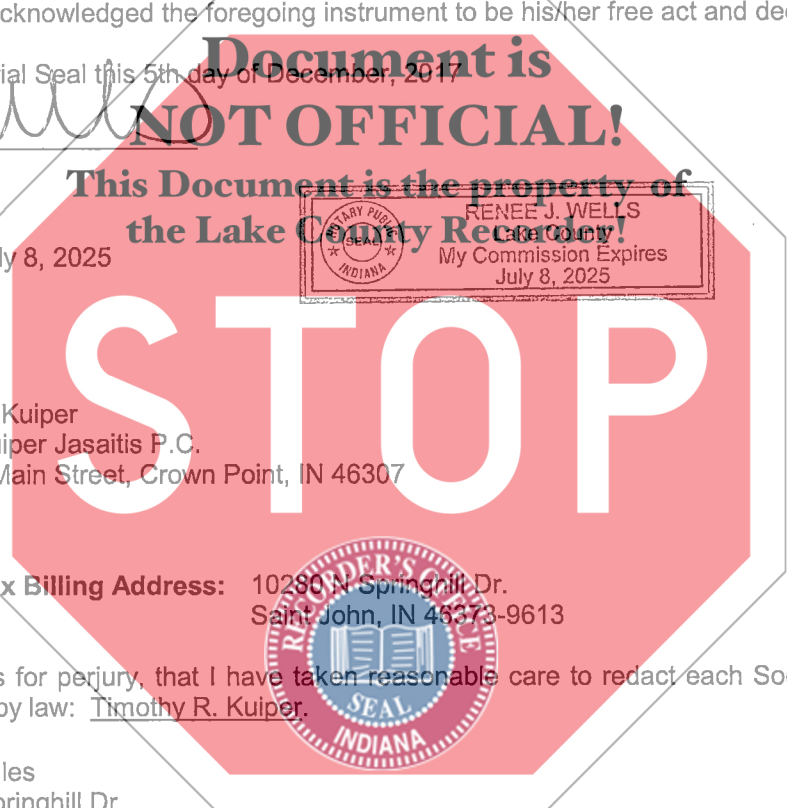 cknowledged the foregoing instrument to be his/her free act and dee
ial Seal this 5th day of December, 2017
Document is
NOT OFFICIAL!
This Document is the property of
the Lake County Recorder!
NOTARY PUBLIC
SEAL
INDIANA
RENEE J. WELLS
Lake County
My Commission Expires
July 8, 2025
ly 8, 2025
STOP
Kuiper
iper Jasaitis P.C.
Main Street, Crown Point, IN 46307
x Billing Address: 10280 N Springhill Dr.
Saint John, IN 46373-9613
RECORDER'S OFFICE
SEAL
INDIANA
s for perjury, that I have taken reasonable care to redact each So
by law: Timothy R. Kuiper.
les
pringhill Dr